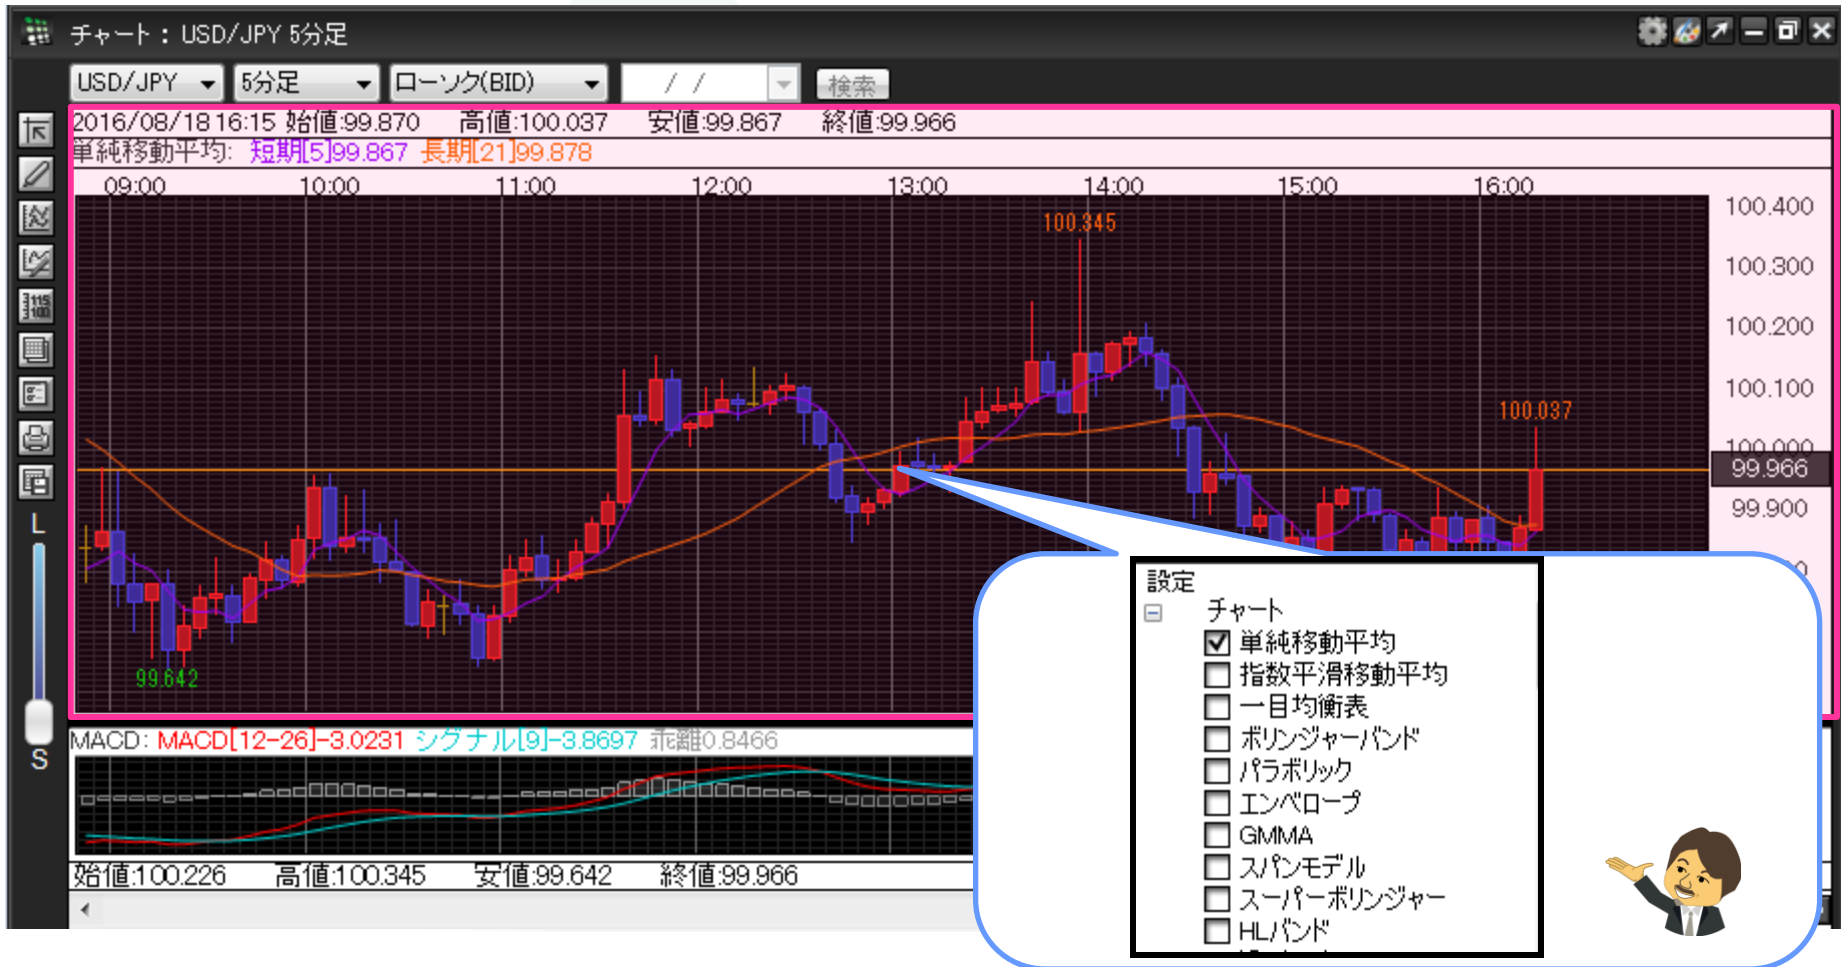 チャート：USD/JPY 5分足
USD/JPY 5分足 ローソク(BID) / / 検索
2016/08/18 16:15 始値:99.870 高値:100.037 安値:99.867 終値:99.966
単純移動平均: 短期[5]99.867 長期[21]99.878
09:00 10:00 11:00 12:00 13:00 14:00 15:00 16:00
100.400
100.345
100.300
100.200
100.100
100.037
100.000
99.966
99.900
99.642
115
100
L
S
設定
チャート
単純移動平均
指数平滑移動平均
一目均衡表
ボリンジャーバンド
パラボリック
エンベロープ
GMMA
スパンモデル
スーパーボリンジャー
HLバンド
MACD: MACD[12-26]-3.0231 シグナル[9]-3.8697 乖離0.8466
始値:100.226 高値:100.345 安値:99.642 終値:99.966